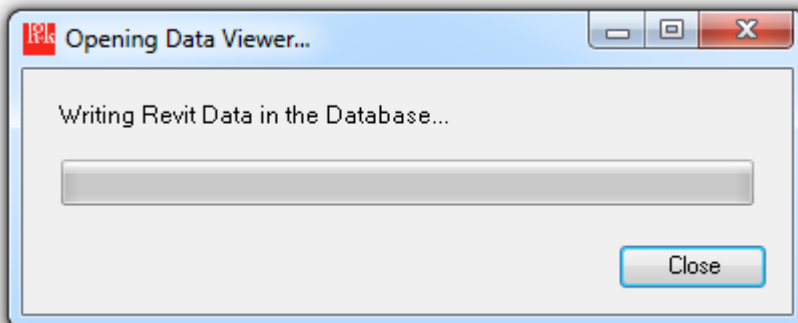 Opening Data Viewer...
Writing Revit Data in the Database...
Close